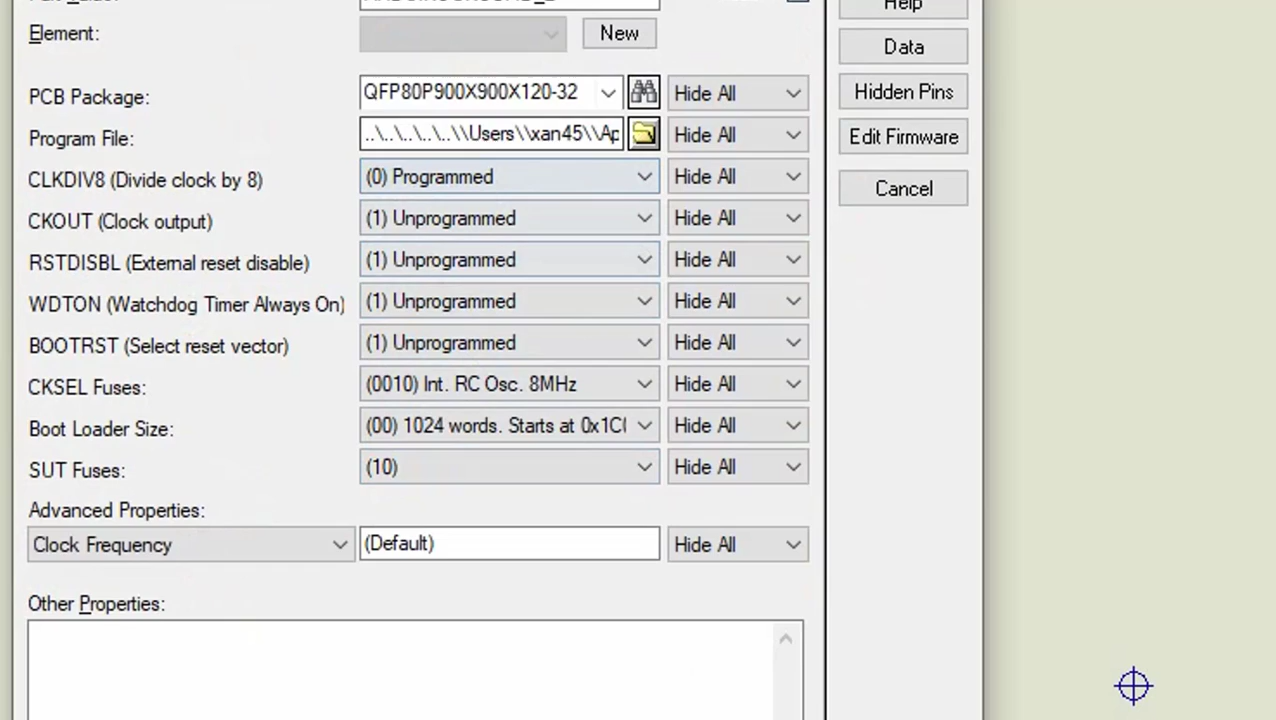 Help
Element: New
Data
PCB Package: QFP80P900X900X120-32 Hide All
Hidden Pins
Program File: ..\..\..\..\..\\Users\\xan45\\Ap Hide All
Edit Firmware
CLKDIV8 (Divide clock by 8) (0) Programmed Hide All
Cancel
CKOUT (Clock output) (1) Unprogrammed Hide All
RSTDISBL (External reset disable) (1) Unprogrammed Hide All
WDTON (Watchdog Timer Always On) (1) Unprogrammed Hide All
BOOTRST (Select reset vector) (1) Unprogrammed Hide All
CKSEL Fuses: (0010) Int. RC Osc. 8MHz Hide All
Boot Loader Size: (00) 1024 words. Starts at 0x1C( Hide All
SUT Fuses: (10) Hide All
Advanced Properties:
Clock Frequency (Default) Hide All
Other Properties: